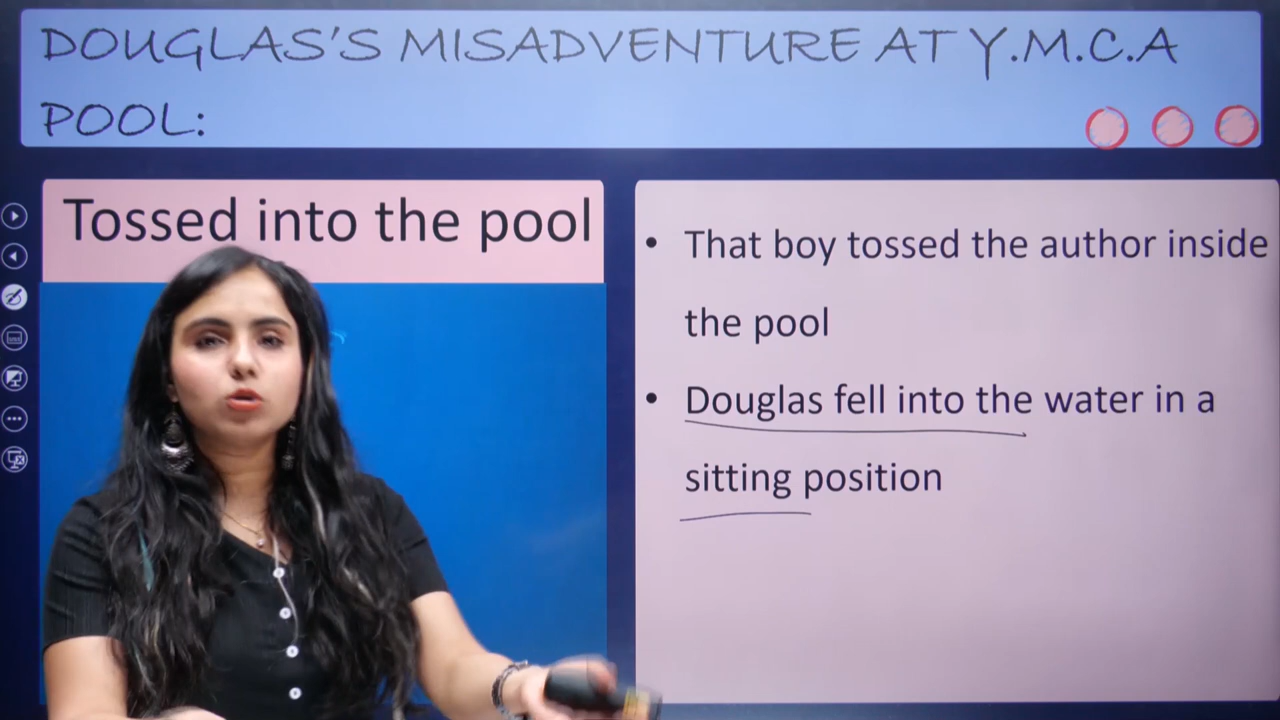 DOUGLAS'S MISADVENTURE AT Y.M.C.A
POOL:
Tossed into the pool
• That boy tossed the author inside
the pool
• Douglas fell into the water in a
sitting position